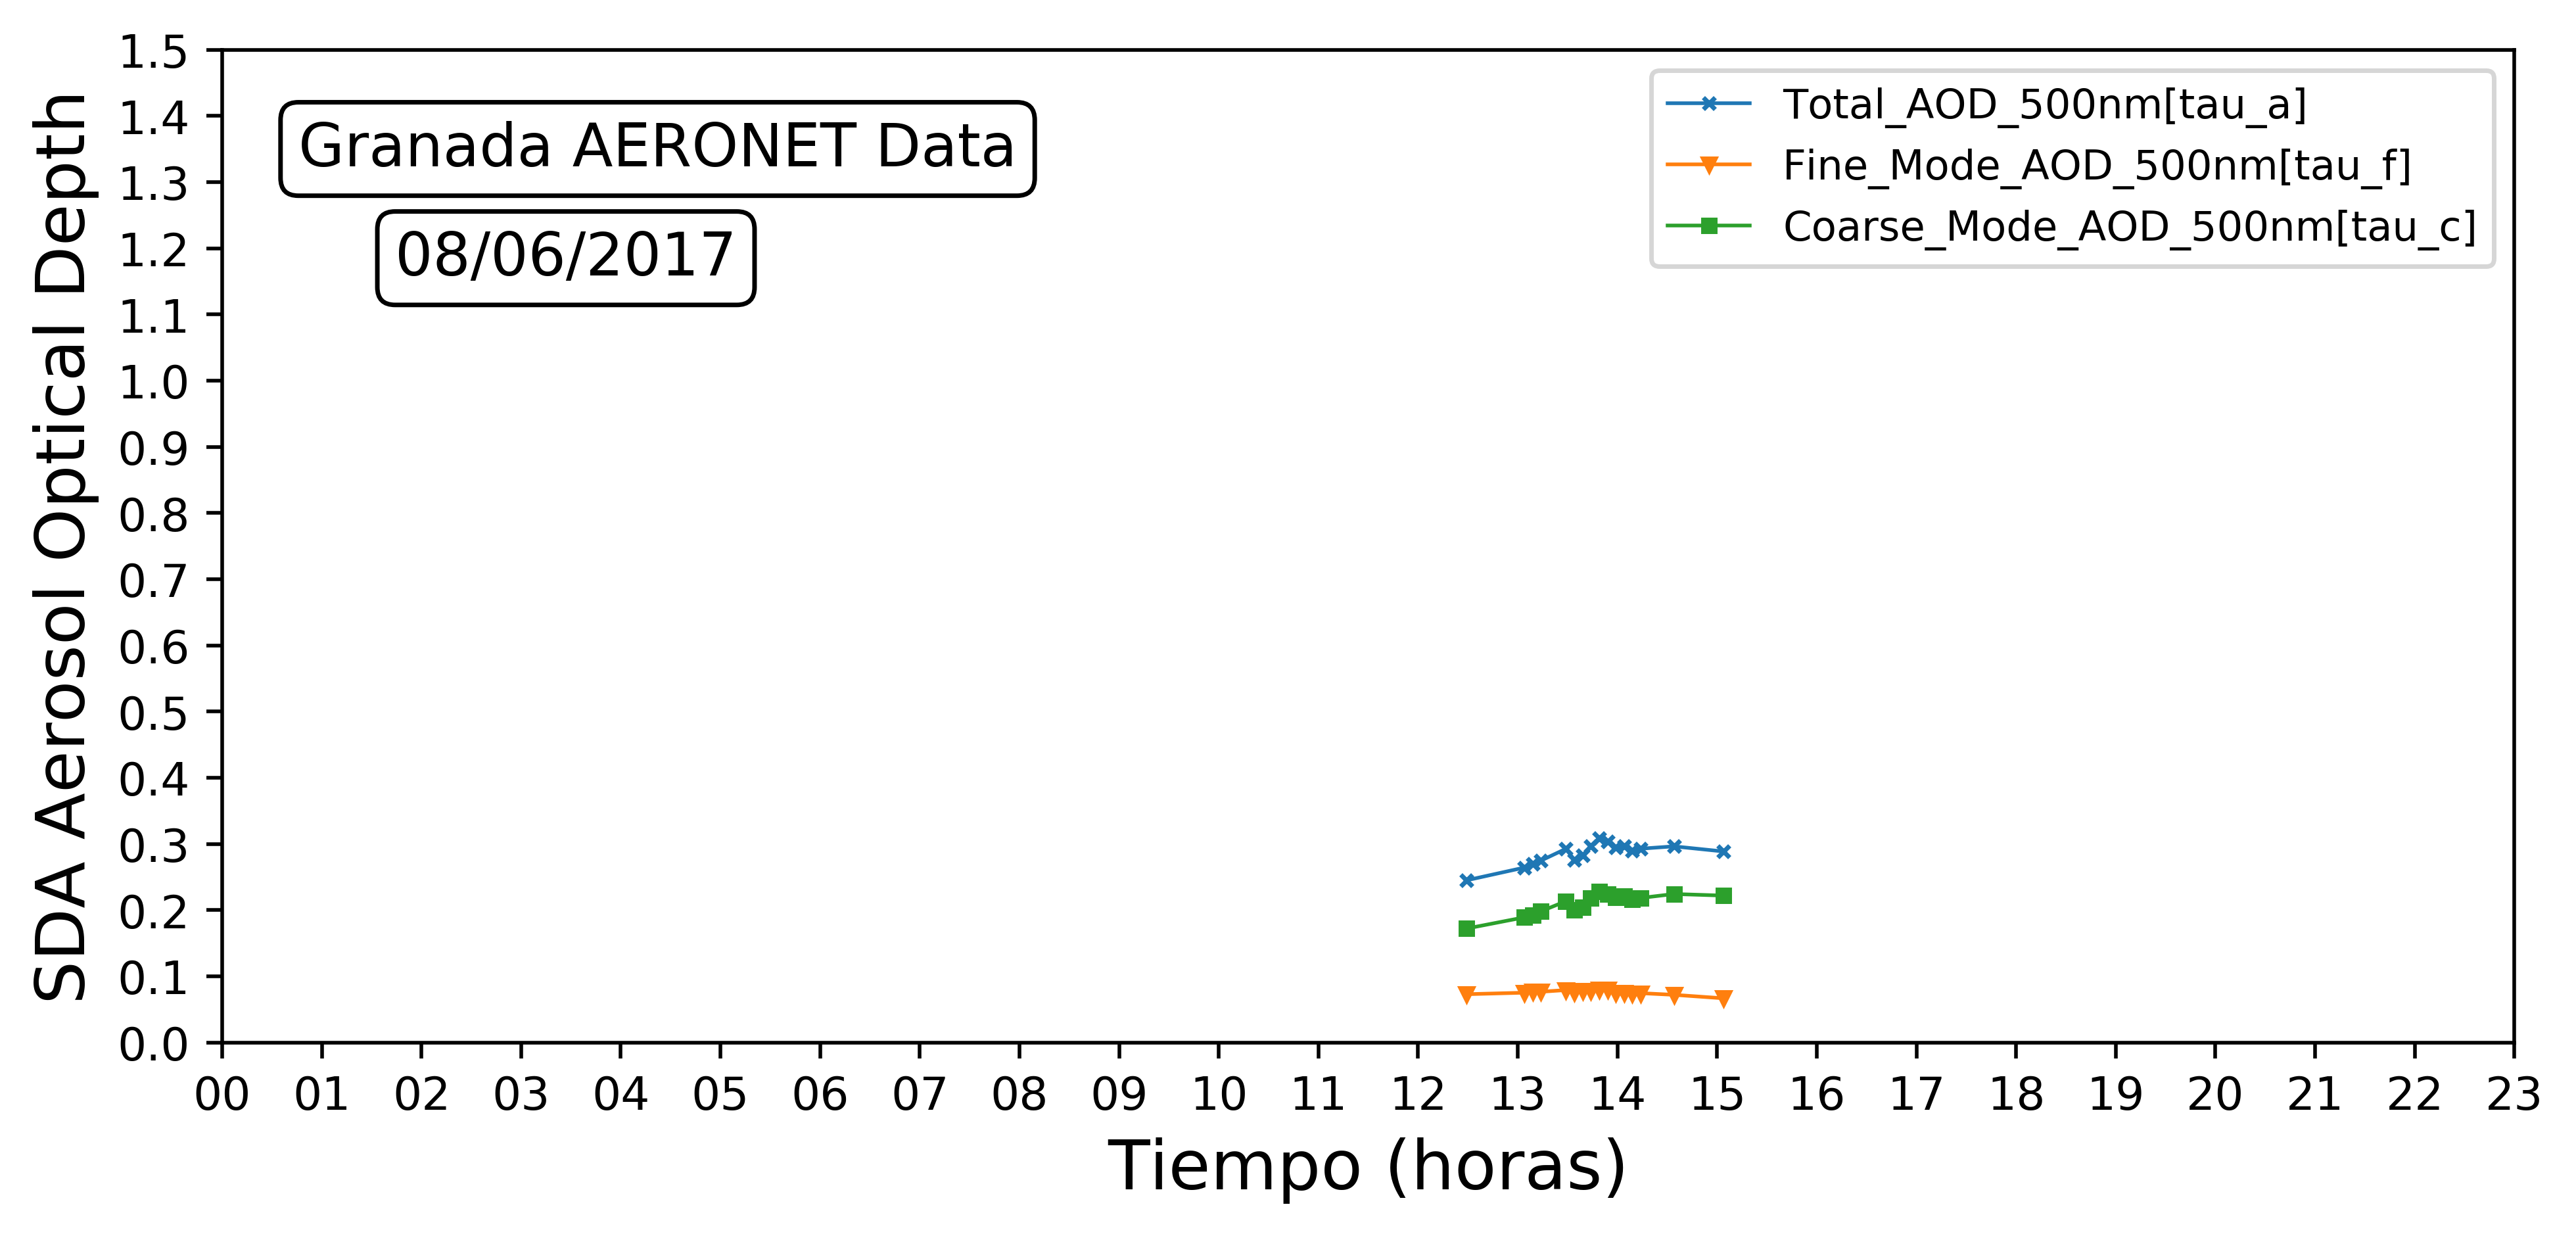 Granada AERONET Data
08/06/2017
Total_AOD_500nm[tau_a]
Fine_Mode_AOD_500nm[tau_f]
Coarse_Mode_AOD_500nm[tau_c]
SDA Aerosol Optical Depth
1.5
1.4
1.3
1.2
1.1
1.0
0.9
0.8
0.7
0.6
0.5
0.4
0.3
0.2
0.1
0.0
00 01 02 03 04 05 06 07 08 09 10 11 12 13 14 15 16 17 18 19 20 21 22 23
Tiempo (horas)